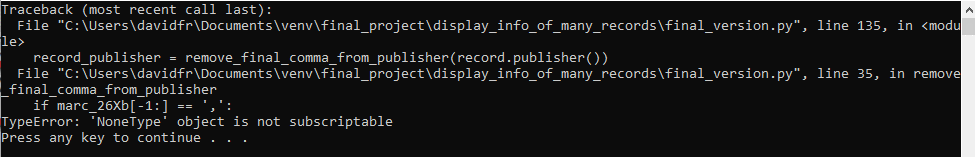 Traceback (most recent call last):
  File "C:\Users\davidfr\Documents\venv\final_project\display_info_of_many_records\final_version.py", line 135, in <modu
le>
    record_publisher = remove_final_comma_from_publisher(record.publisher())
  File "C:\Users\davidfr\Documents\venv\final_project\display_info_of_many_records\final_version.py", line 35, in remove
_final_comma_from_publisher
    if marc_26Xb[-1:] == ',':
TypeError: 'NoneType' object is not subscriptable
Press any key to continue . . .